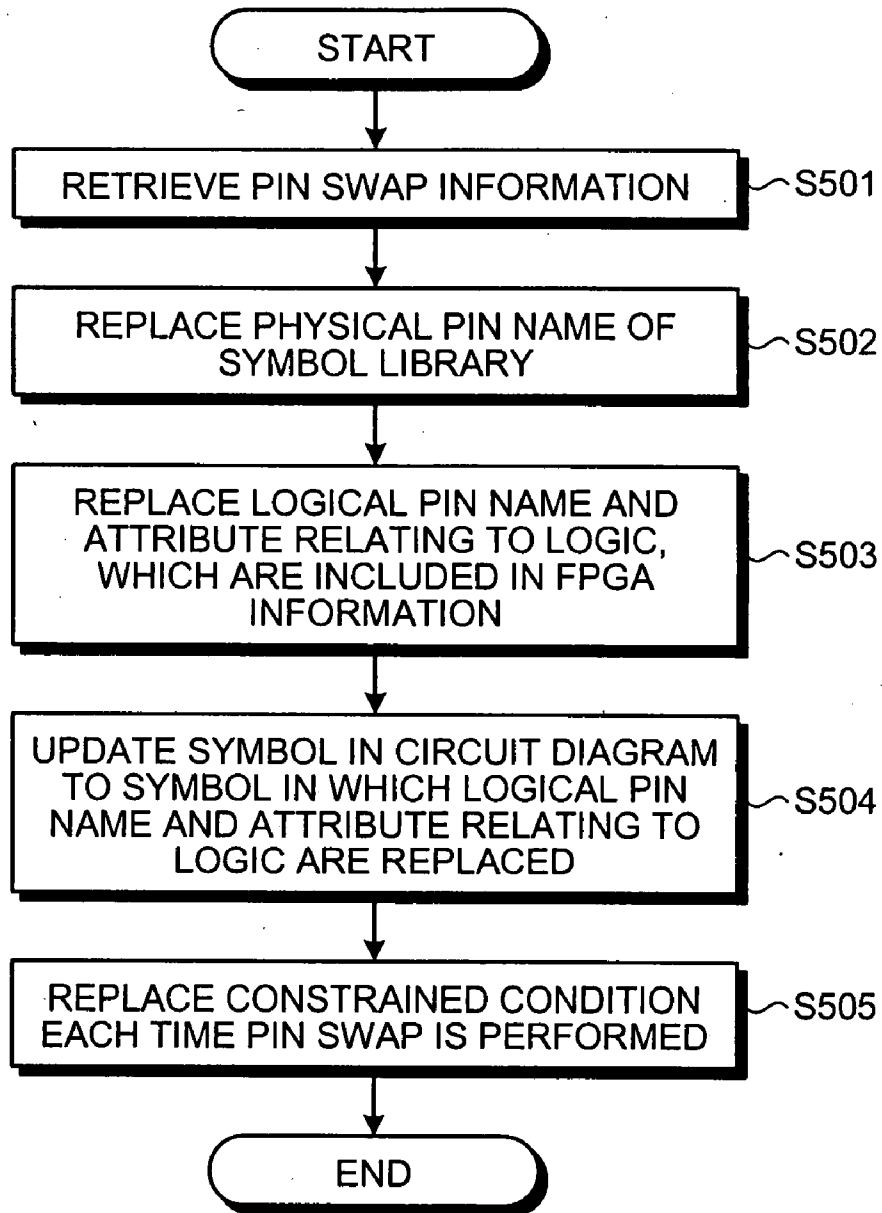 START
RETRIEVE PIN SWAP INFORMATION
S501
REPLACE PHYSICAL PIN NAME OF
SYMBOL LIBRARY
S502
REPLACE LOGICAL PIN NAME AND
ATTRIBUTE RELATING TO LOGIC,
WHICH ARE INCLUDED IN FPGA
INFORMATION
S503
UPDATE SYMBOL IN CIRCUIT DIAGRAM
TO SYMBOL IN WHICH LOGICAL PIN
NAME AND ATTRIBUTE RELATING TO
LOGIC ARE REPLACED
S504
REPLACE CONSTRAINED CONDITION
EACH TIME PIN SWAP IS PERFORMED
S505
END